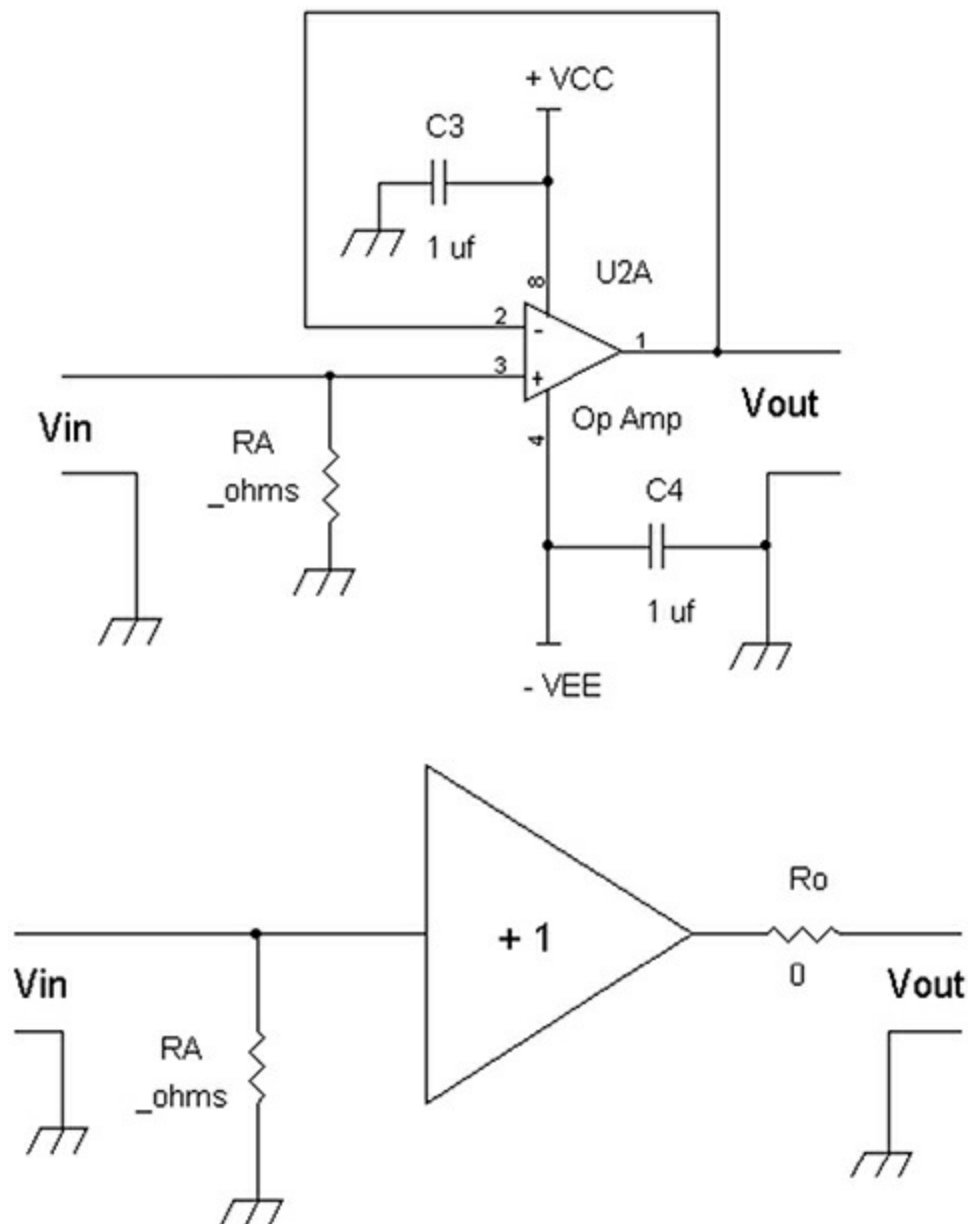 + VCC
C3
1 uf
8
U2A
2
-
1
3
+
Vin
Vout
Op Amp
RA
_ohms
4
C4
1 uf
- VEE
Ro
+ 1
0
Vin
Vout
RA
_ohms